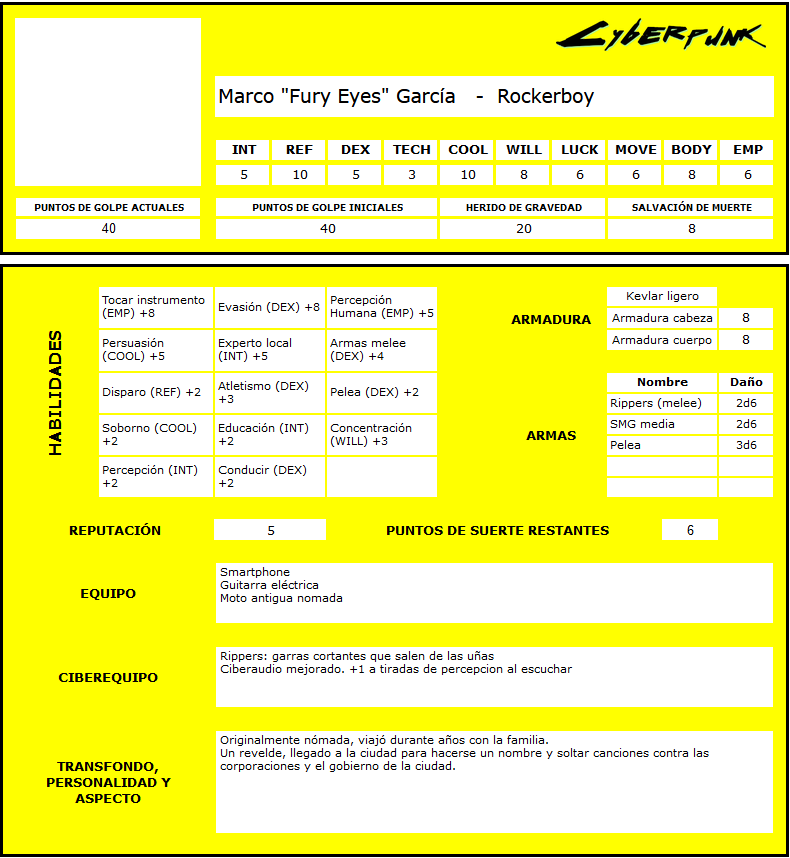 CYBERPUNK
Marco "Fury Eyes" García - Rockerboy
INT REF DEX TECH COOL WILL LUCK MOVE BODY EMP
5 10 5 3 10 8 6 6 8 6
PUNTOS DE GOLPE ACTUALES PUNTOS DE GOLPE INICIALES HERIDO DE GRAVEDAD SALVACIÓN DE MUERTE
40 40 20 8
HABILIDADES
Tocar instrumento
(EMP) +8
Evasión (DEX) +8
Percepción
Humana (EMP) +5
Persuasión
(COOL) +5
Experto local
(INT) +5
Armas melee
(DEX) +4
Disparo (REF) +2
Atletismo (DEX)
+3
Pelea (DEX) +2
Soborno (COOL)
+2
Educación (INT)
+2
Concentración
(WILL) +3
Percepción (INT)
+2
Conducir (DEX)
+2
ARMADURA
Kevlar ligero
Armadura cabeza 8
Armadura cuerpo 8
ARMAS
Nombre Daño
Rippers (melee) 2d6
SMG media 2d6
Pelea 3d6
REPUTACIÓN 5 PUNTOS DE SUERTE RESTANTES 6
EQUIPO
Smartphone
Guitarra eléctrica
Moto antigua nomada
CIBEREQUIPO
Rippers: garras cortantes que salen de las uñas
Ciberaudio mejorado. +1 a tiradas de percepcion al escuchar
TRANSFONDO,
PERSONALIDAD Y
ASPECTO
Originalmente nómada, viajó durante años con la familia.
Un revelde, llegado a la ciudad para hacerse un nombre y soltar canciones contra las
corporaciones y el gobierno de la ciudad.